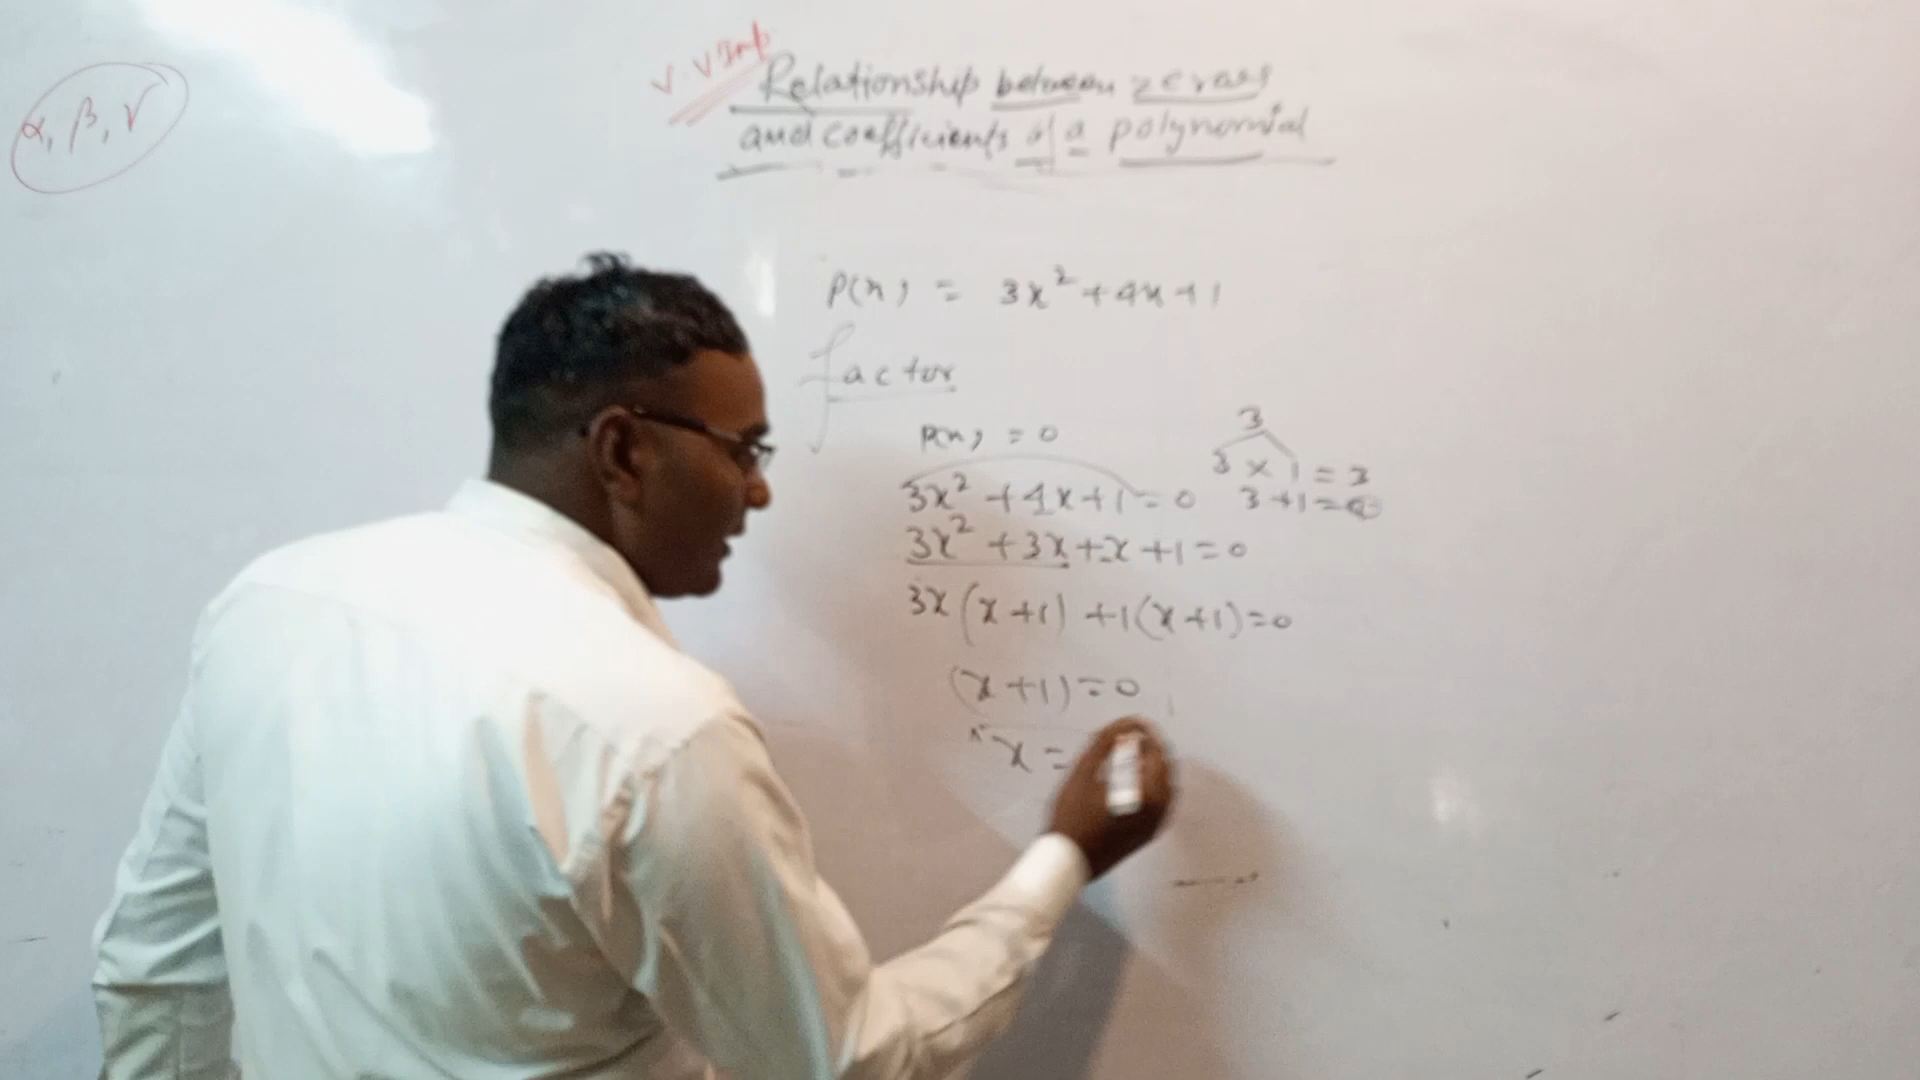 α, β, γ
V. V Imp
Relationship between zeroes
and coefficients of a polynomial
P(x) = 3x² + 4x + 1
factor
P(x) = 0
3
3 x 1 = 3
3x² + 4x + 1 = 0
3 + 1 = 4
3x² + 3x + x + 1 = 0
3x (x + 1) + 1 (x + 1) = 0
(x + 1) = 0
x =